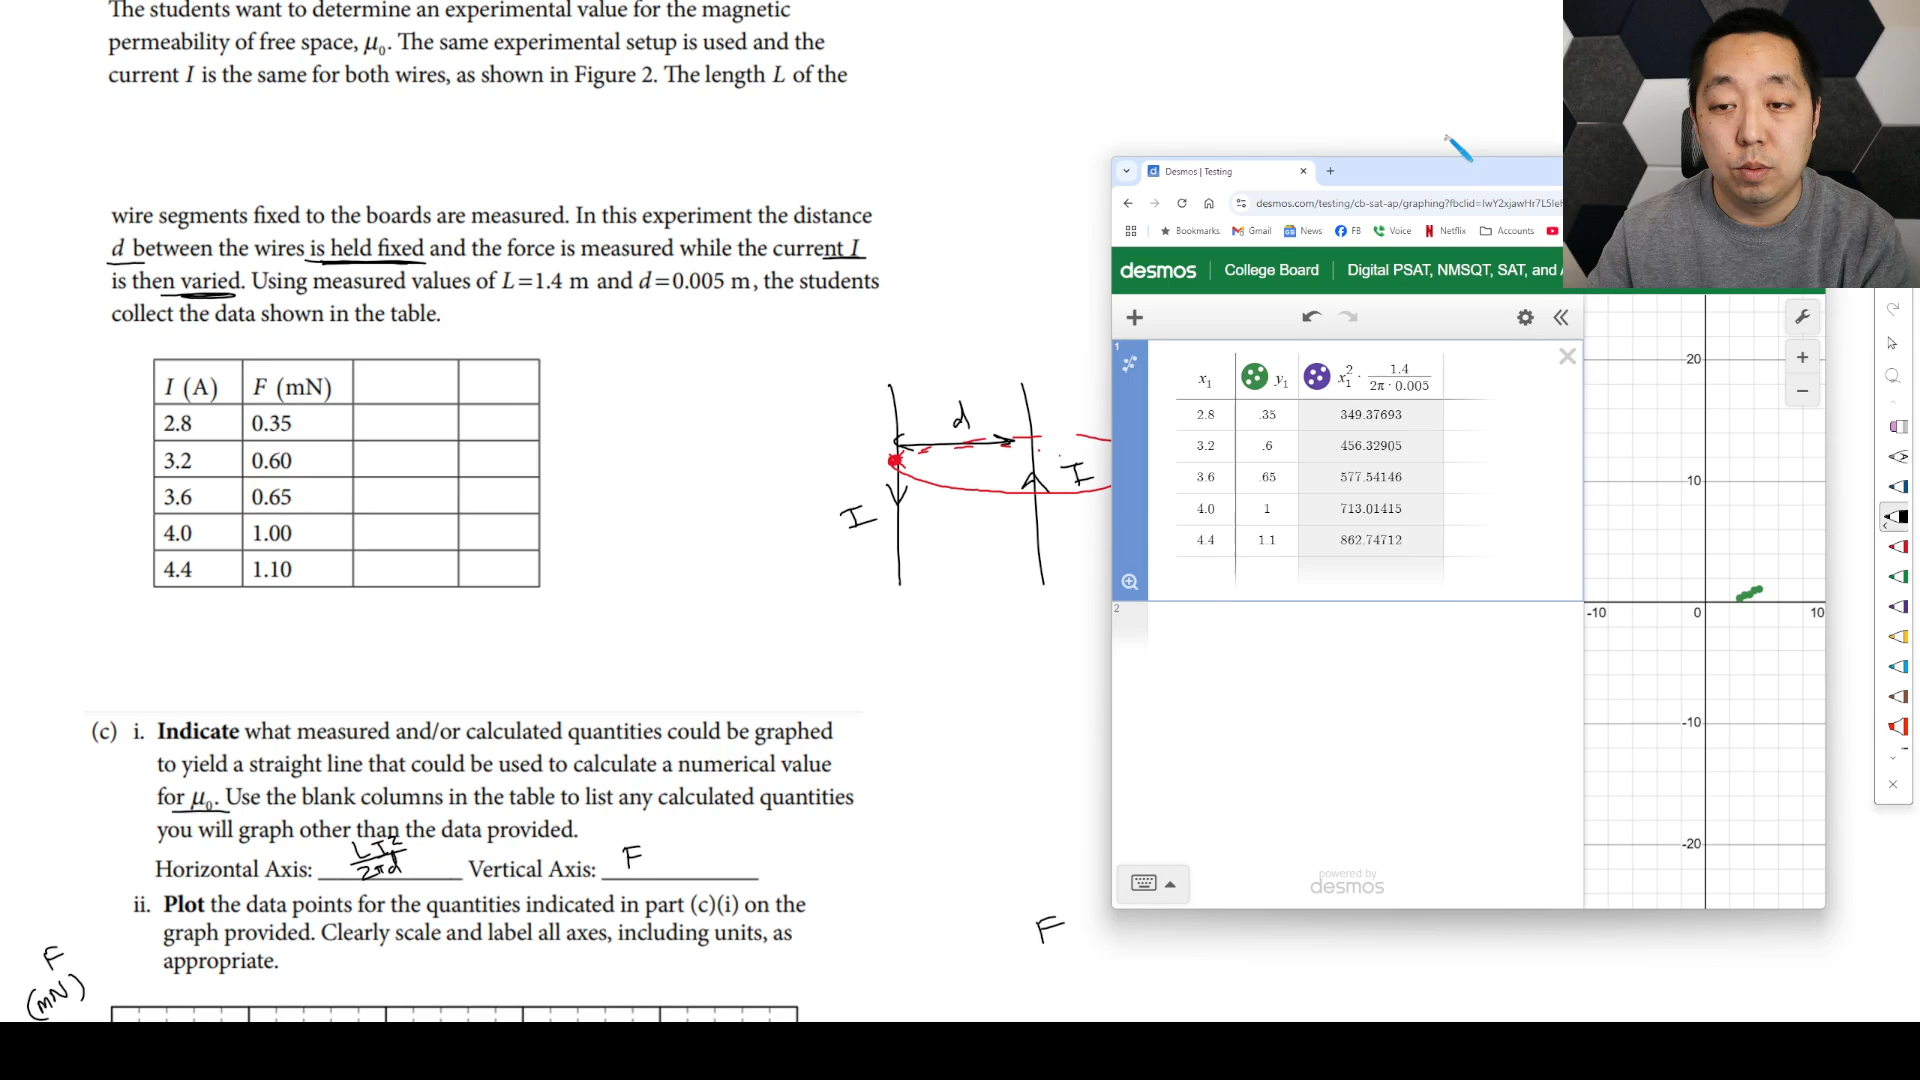 The students want to determine an experimental value for the magnetic
permeability of free space, μ₀. The same experimental setup is used and the
current I is the same for both wires, as shown in Figure 2. The length L of the
wire segments fixed to the boards are measured. In this experiment the distance
d between the wires is held fixed and the force is measured while the current I
is then varied. Using measured values of L=1.4 m and d=0.005 m, the students
collect the data shown in the table.
I (A) F (mN)
2.8 0.35
3.2 0.60
3.6 0.65
4.0 1.00
4.4 1.10
d
I
I
(c) i. Indicate what measured and/or calculated quantities could be graphed
to yield a straight line that could be used to calculate a numerical value
for μ₀. Use the blank columns in the table to list any calculated quantities
you will graph other than the data provided.
Horizontal Axis: LI²/2πd Vertical Axis: F
ii. Plot the data points for the quantities indicated in part (c)(i) on the
graph provided. Clearly scale and label all axes, including units, as
appropriate.
F
(mN)
F
Desmos | Testing
desmos.com/testing/cb-sat-ap/graphing?fbclid=IwY2xjawHr7L5le
Bookmarks Gmail News FB Voice Netflix Accounts
desmos College Board Digital PSAT, NMSQT, SAT, and
1
x₁ y₁ x₁² · 1.4/(2π · 0.005)
2.8 .35 349.37693
3.2 .6 456.32905
3.6 .65 577.54146
4.0 1 713.01415
4.4 1.1 862.74712
2
powered by
desmos
20
10
-10 0 10
-10
-20